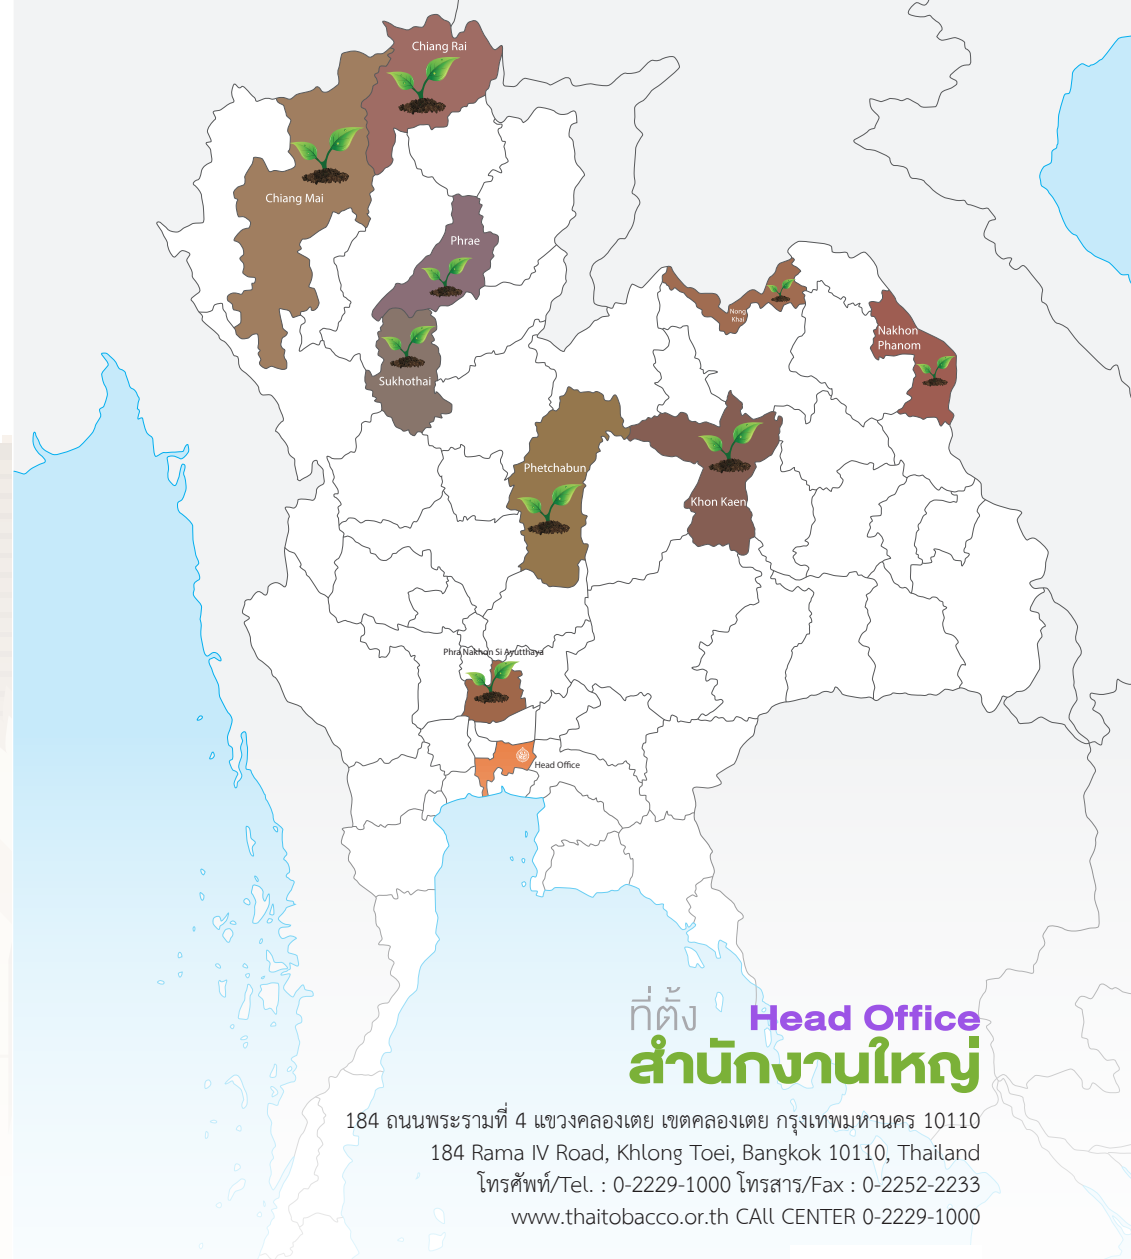 Chiang Rai
Chiang Mai
Phrae
Nong
Khai
Nakhon
Phanom
Sukhothai
Phetchabun
Khon Kaen
Phra Nakhon Si Ayutthaya
Head Office
ที่ตั้ง Head Office
สำนักงานใหญ่
184 ถนนพระรามที่ 4 แขวงคลองเตย เขตคลองเตย กรุงเทพมหานคร 10110
184 Rama IV Road, Khlong Toei, Bangkok 10110, Thailand
โทรศัพท์/Tel. : 0-2229-1000 โทรสาร/Fax : 0-2252-2233
www.thaitobacco.or.th CAll CENTER 0-2229-1000